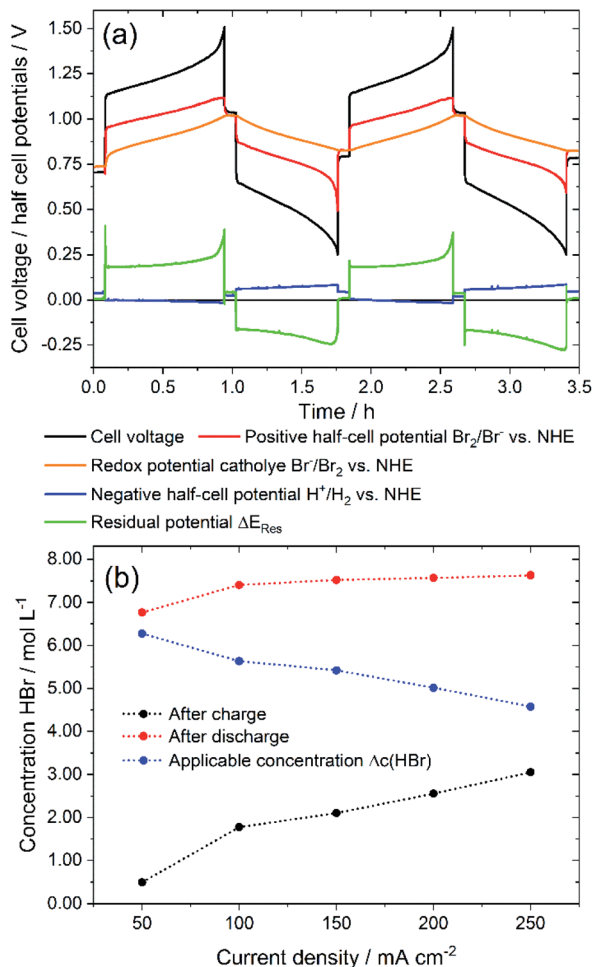 (a)
Cell voltage / half cell potentials / V
1.50
1.25
1.00
0.75
0.50
0.25
0.00
-0.25
0.0 0.5 1.0 1.5 2.0 2.5 3.0 3.5
Time / h
Cell voltage Positive half-cell potential Br₂/Br⁻ vs. NHE
Redox potential catholye Br⁻/Br₂ vs. NHE
Negative half-cell potential H⁺/H₂ vs. NHE
Residual potential ΔE_Res
(b)
Concentration HBr / mol L⁻¹
8.00
7.00
6.00
5.00
4.00
3.00
2.00
1.00
0.00
After charge
After discharge
Applicable concentration Δc(HBr)
50 100 150 200 250
Current density / mA cm⁻²